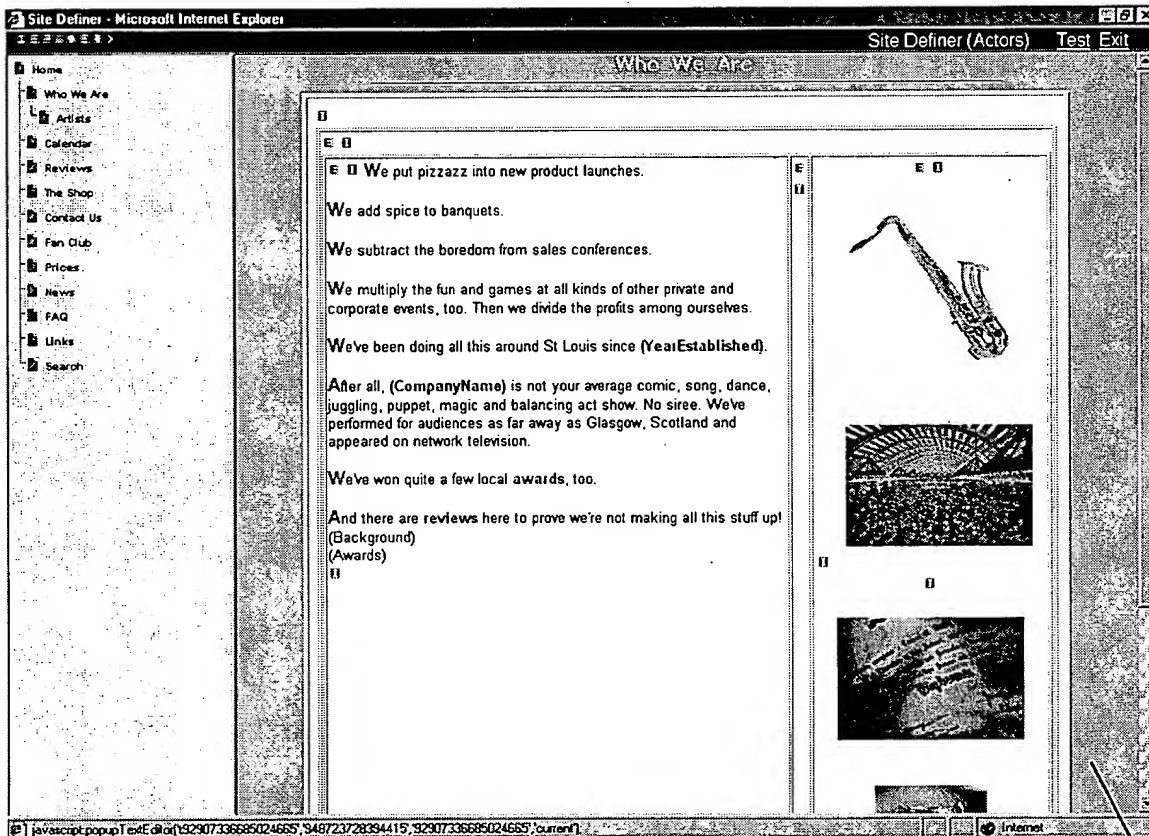 Site Definer - Microsoft Internet Explorer
Site Definer (Actors) Test Exit
Home
Who We Are
Artists
Calendar
Reviews
The Shop
Contact Us
Fan Club
Prices
News
FAQ
Links
Search
Who We Are
I
E I
E I We put pizzazz into new product launches.
We add spice to banquets.
We subtract the boredom from sales conferences.
We multiply the fun and games at all kinds of other private and
corporate events, too. Then we divide the profits among ourselves.
We've been doing all this around St Louis since (YearEstablished).
After all, (CompanyName) is not your average comic, song, dance,
juggling, puppet, magic and balancing act show. No siree. We've
performed for audiences as far away as Glasgow, Scotland and
appeared on network television.
We've won quite a few local awards, too.
And there are reviews here to prove we're not making all this stuff up!
(Background)
(Awards)
I
E
I
E I
I
I
javascript:popupTextEditor('t92907336685024665','948723728394415','92907336685024665','current');
Internet